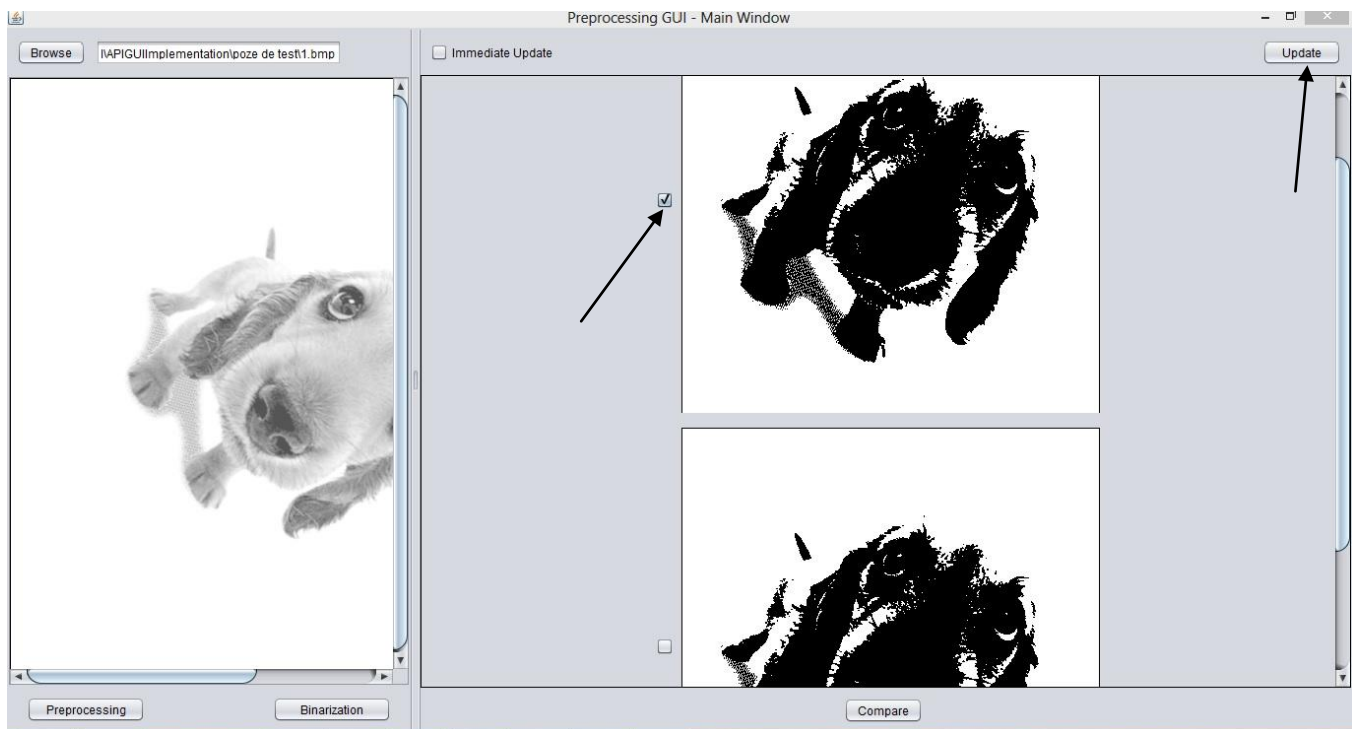 Preprocessing GUI - Main Window
Browse
I\APIGUIImplementation\poze de test\1.bmp
Immediate Update
Update
Preprocessing
Binarization
Compare